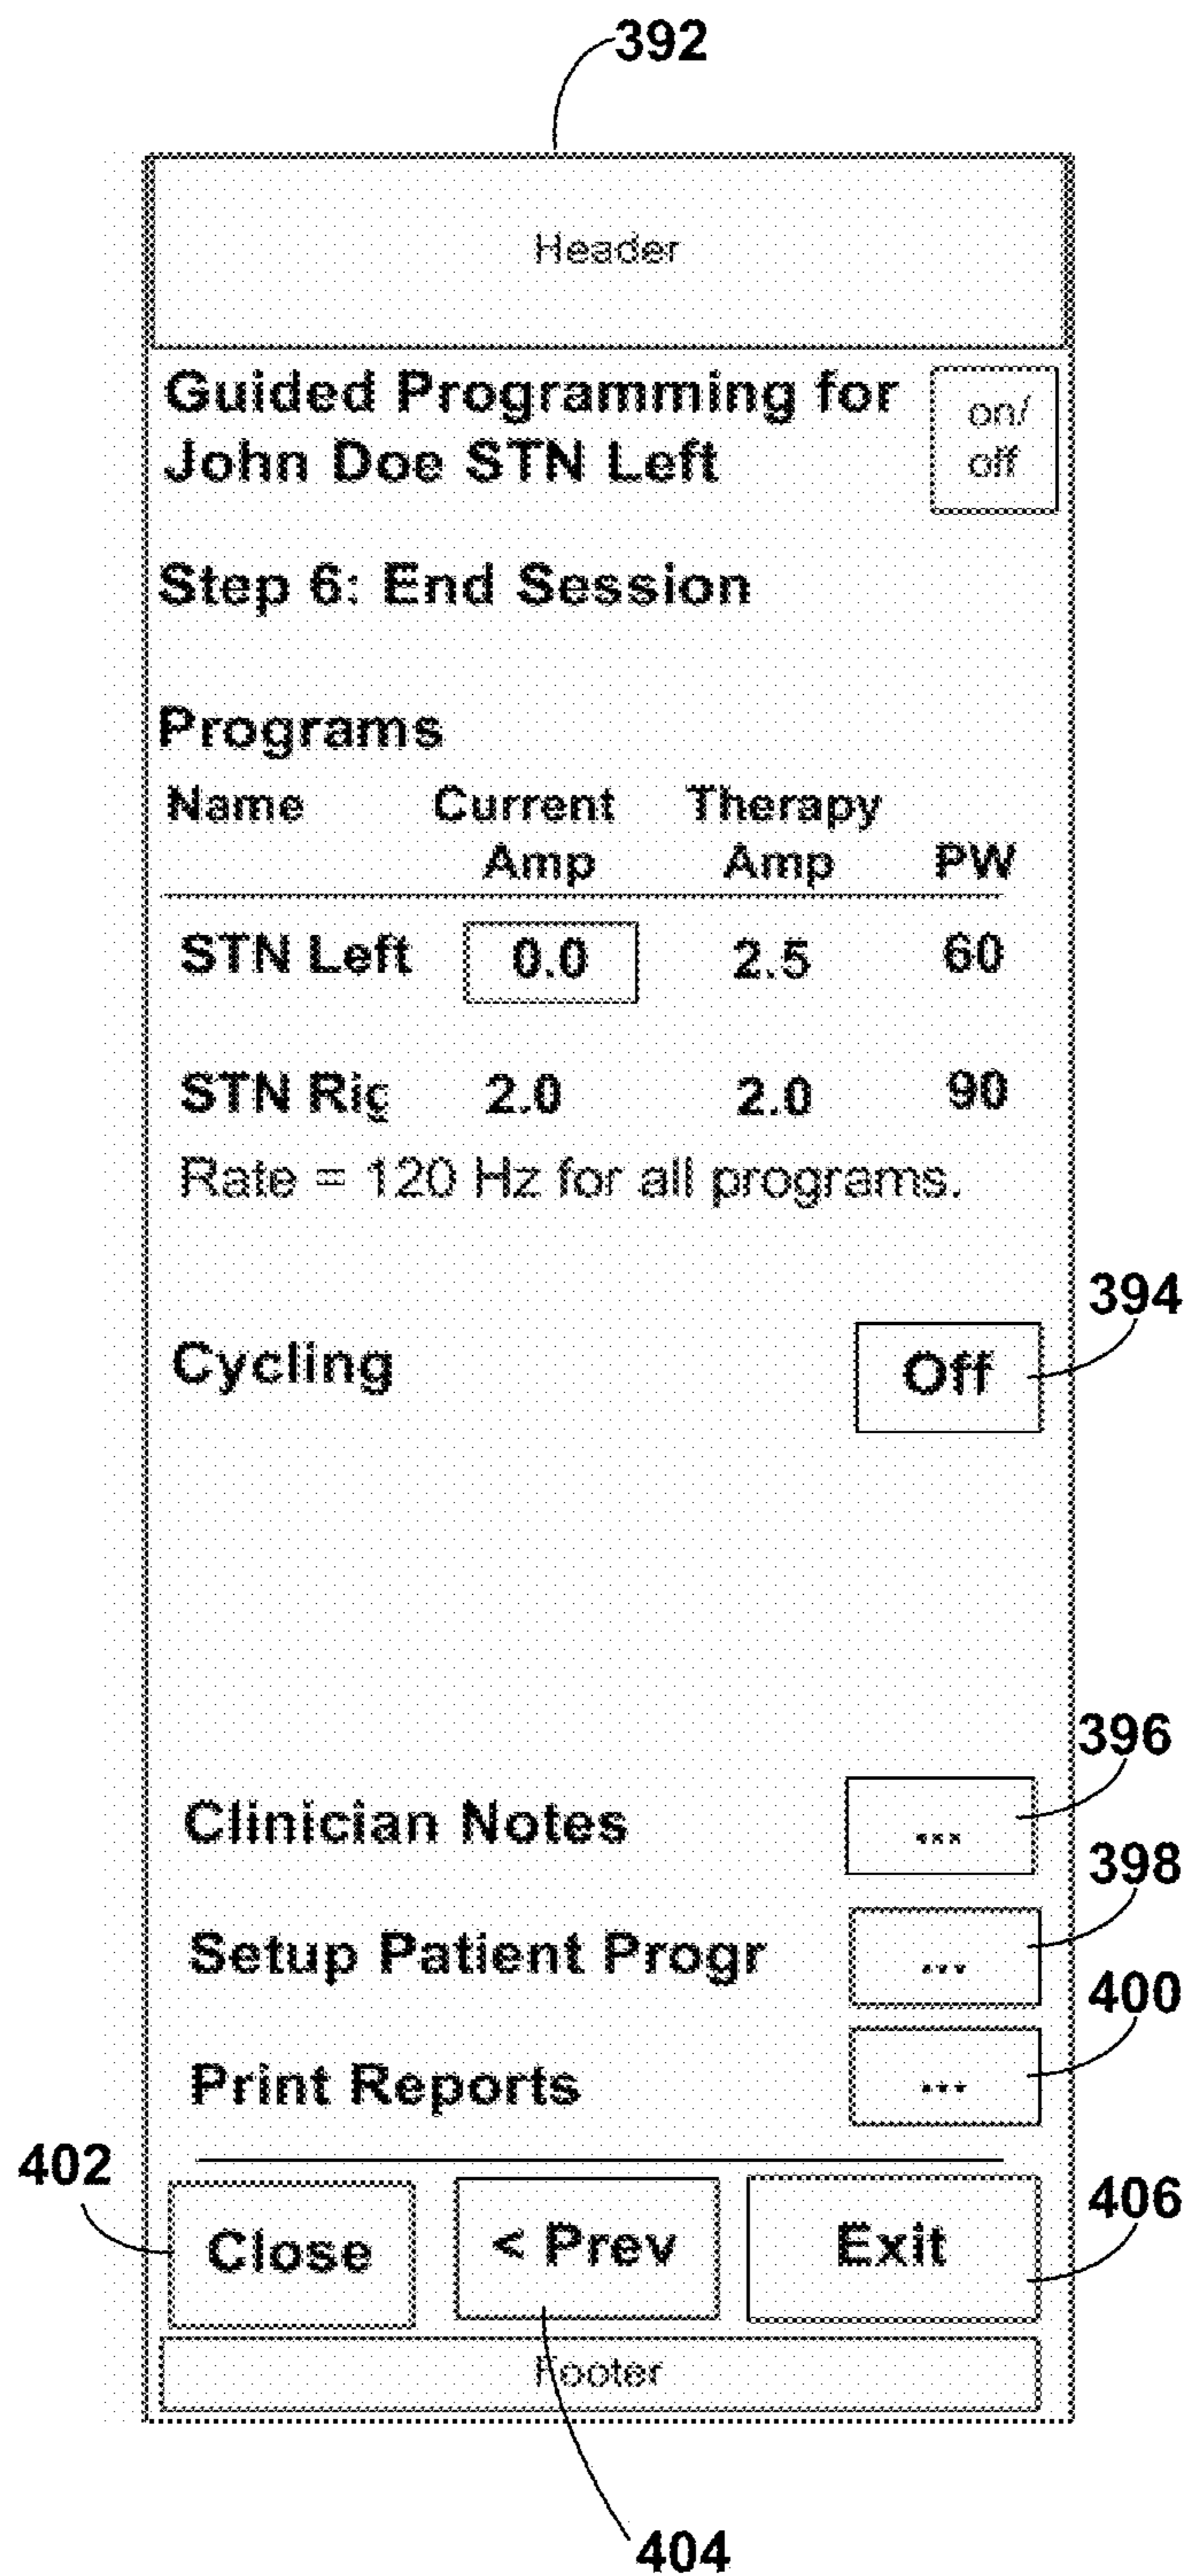 392
Header
Guided Programming for
John Doe STN Left
on/
off
Step 6: End Session
Programs
Name Current Therapy
Amp Amp PW
STN Left 0.0 2.5 60
STN Rig 2.0 2.0 90
Rate = 120 Hz for all programs.
394
Cycling Off
396
Clinician Notes ...
398
Setup Patient Progr ...
400
Print Reports ...
402
406
Close < Prev Exit
Footer
404